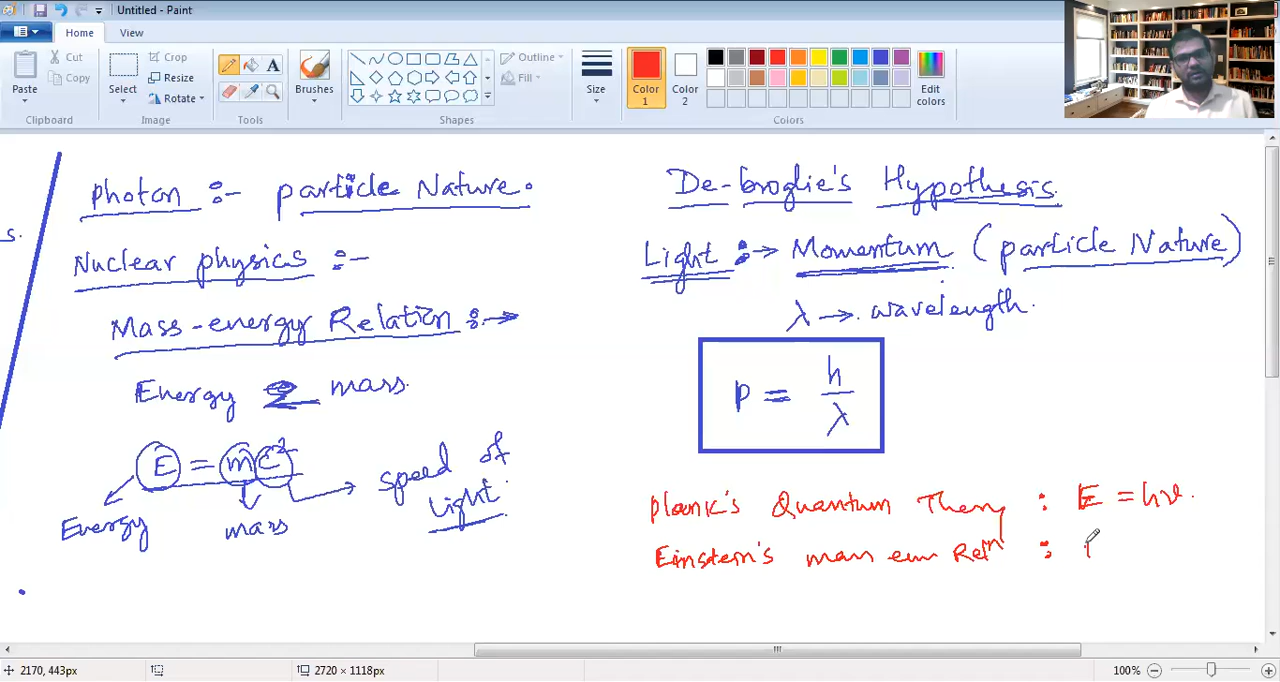 Untitled - Paint
Home View
Paste
Cut
Copy
Clipboard
Select
Crop
Resize
Rotate
Image
Tools
Brushes
Shapes
Outline
Fill
Size
Color 1
Color 2
Edit colors
Colors
s.
Photon :- particle Nature.
Nuclear physics :-
Mass-energy Relation :→
Energy mass.
E = mc²
Energy
mass
speed of Light.
De-broglie's Hypothesis.
Light :→ Momentum (particle Nature)
λ → wavelength.
p = h/λ
plank's Quantum Theory : E = hν.
Einstein's mass Relⁿ :
2170, 443px
2720 × 1118px
100%